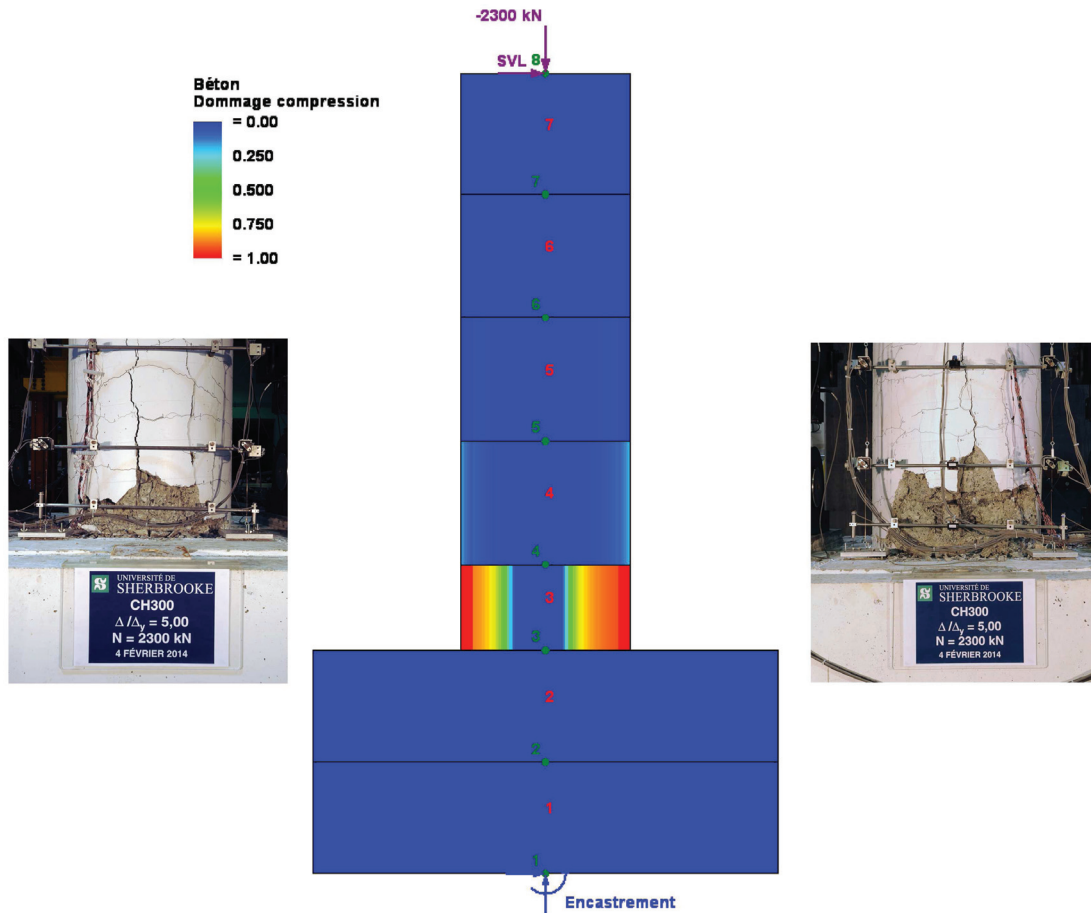 -2300 kN
SVL
8
Béton
Dommage compression
= 0.00
0.250
0.500
0.750
= 1.00
7
7
6
6
5
5
4
4
3
3
2
2
1
1
Encastrement
UNIVERSITÉ DE
SHERBROOKE
CH300
Δ /Δy = 5,00
N = 2300 kN
4 FÉVRIER 2014
UNIVERSITÉ DE
SHERBROOKE
CH300
Δ /Δy = 5,00
N = 2300 kN
4 FÉVRIER 2014